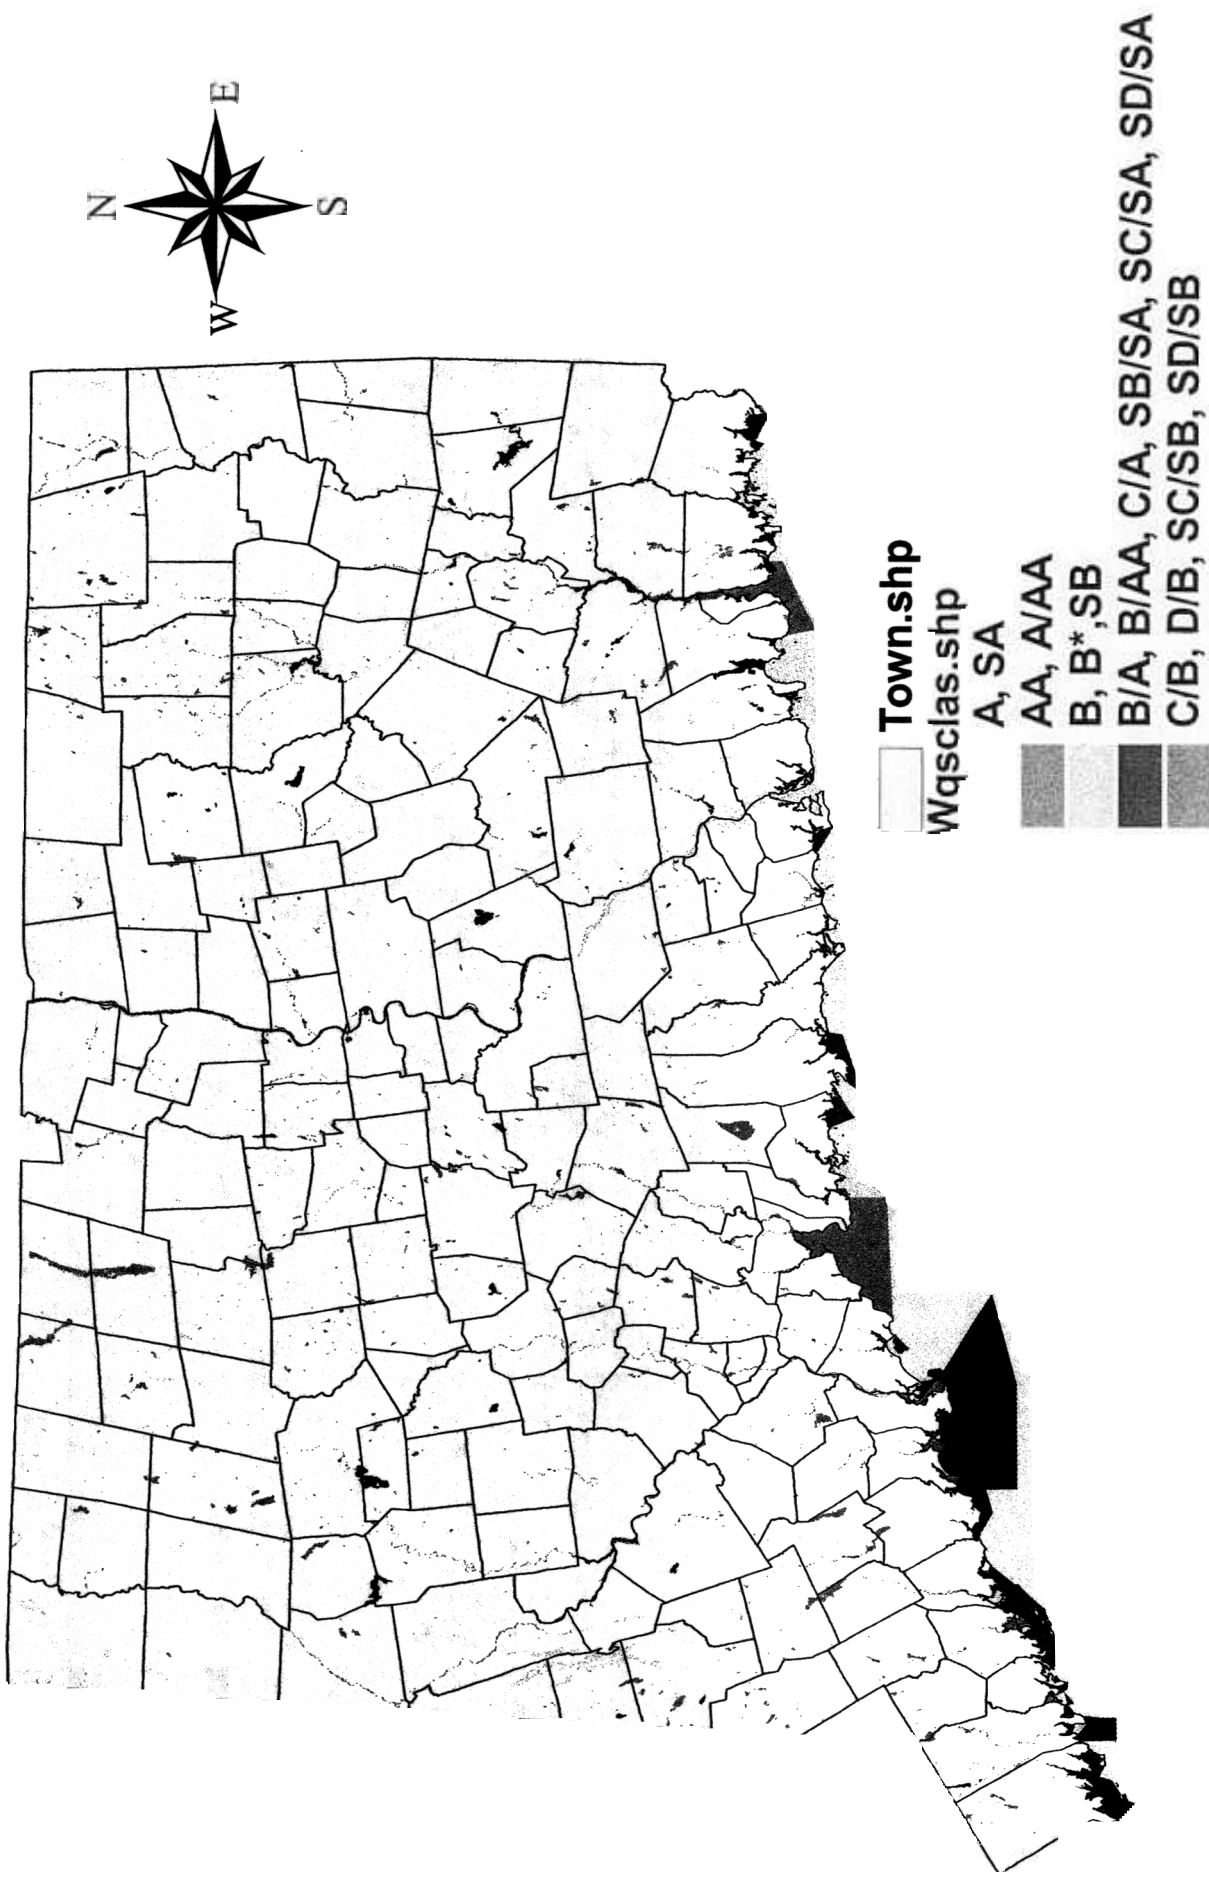 N
E
S
W
Town.shp
Wqsclas.shp
A, SA
AA, A/AA
B, B*,SB
B/A, B/AA, C/A, SB/SA, SC/SA, SD/SA
C/B, D/B, SC/SB, SD/SB